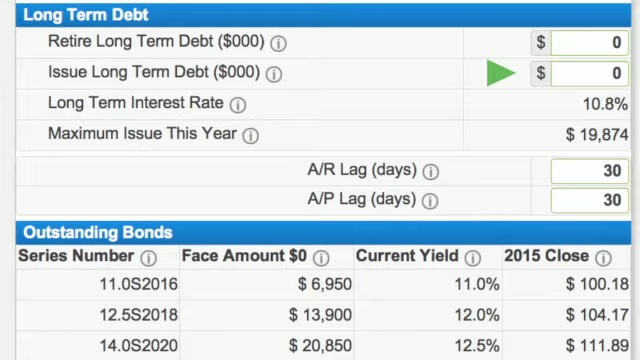 Long Term Debt
Retire Long Term Debt ($000) $ 0
Issue Long Term Debt ($000) $ 0
Long Term Interest Rate 10.8%
Maximum Issue This Year $ 19,874
A/R Lag (days) 30
A/P Lag (days) 30
Outstanding Bonds
Series Number Face Amount $0 Current Yield 2015 Close
11.0S2016 $ 6,950 11.0% $ 100.18
12.5S2018 $ 13,900 12.0% $ 104.17
14.0S2020 $ 20,850 12.5% $ 111.89